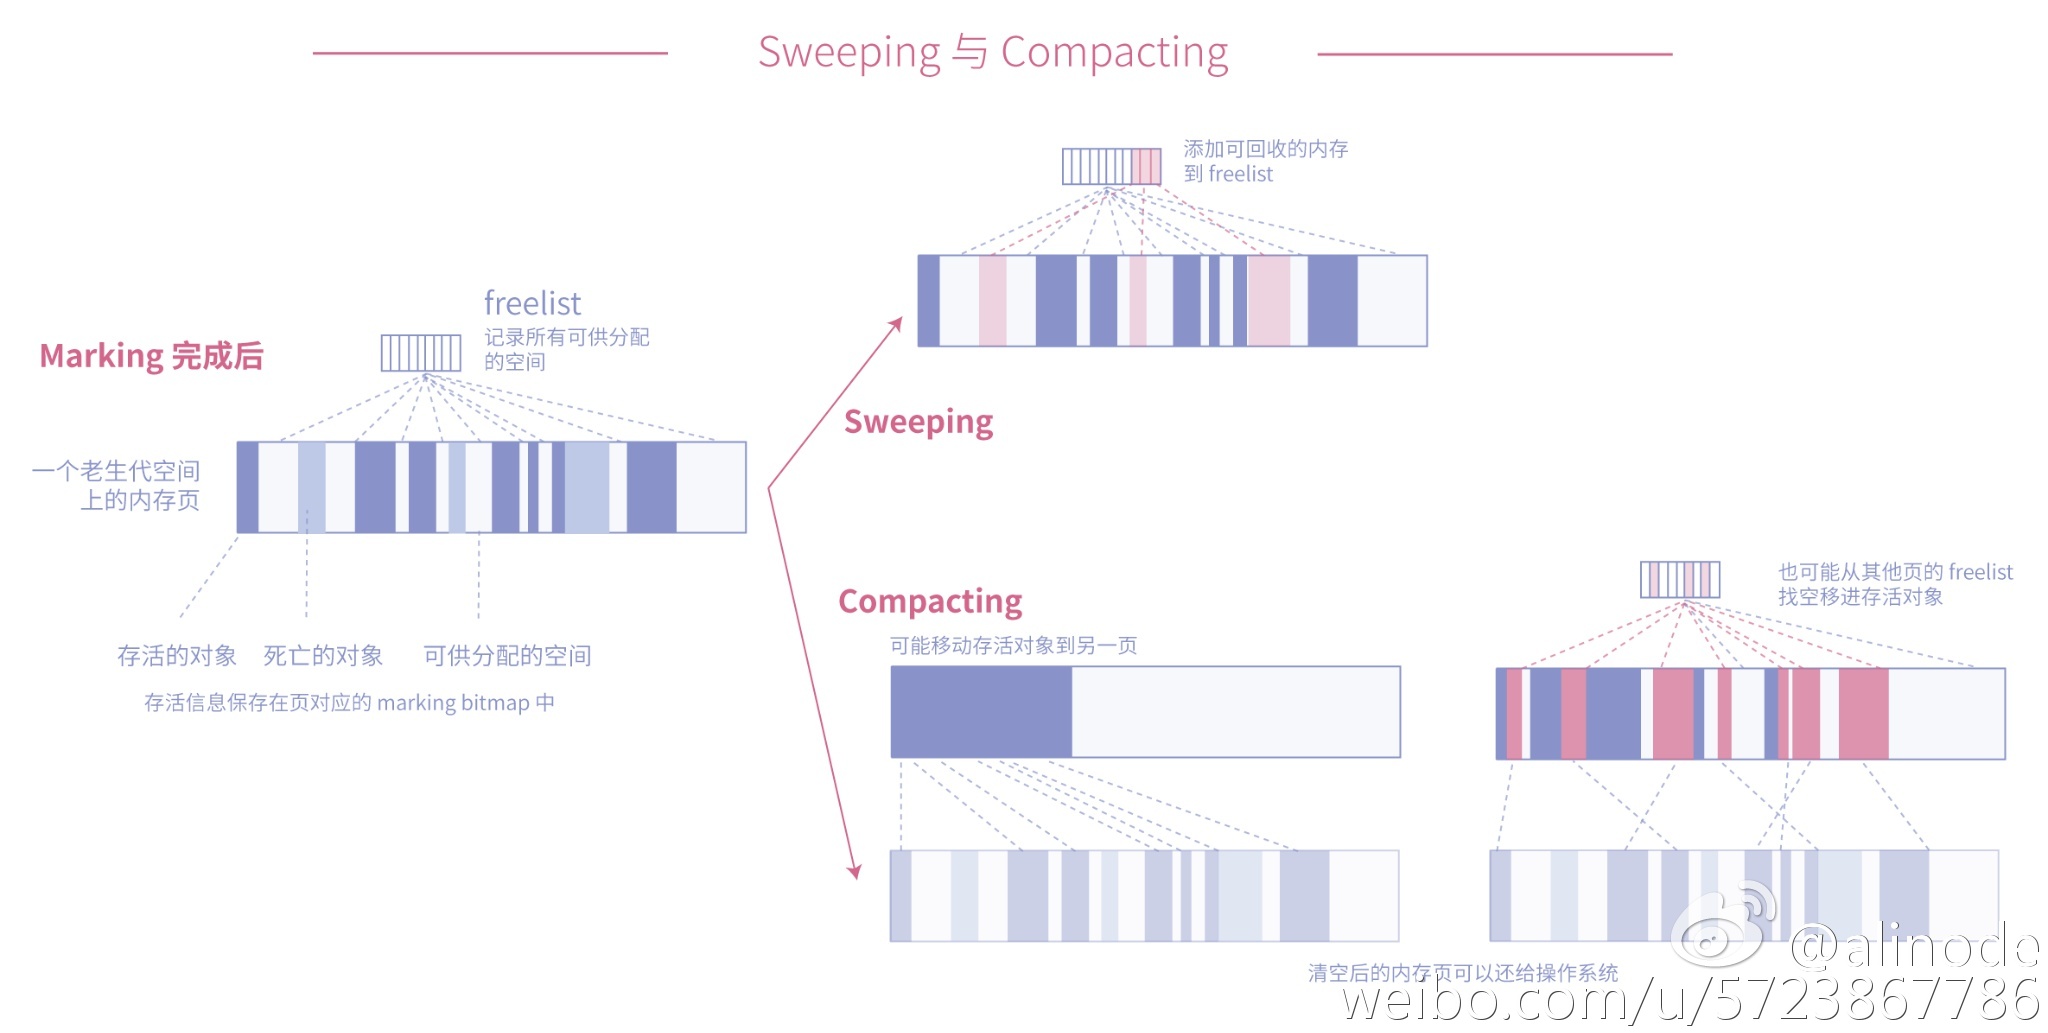 Sweeping 与 Compacting
添加可回收的内存
到 freelist
freelist
记录所有可供分配
的空间
Marking 完成后
一个老生代空间
上的内存页
存活的对象
死亡的对象
可供分配的空间
存活信息保存在页对应的 marking bitmap 中
Sweeping
Compacting
可能移动存活对象到另一页
也可能从其他页的 freelist
找空移进存活对象
清空后的内存页可以还给操作系统
@alinode
weibo.com/u/5723867786